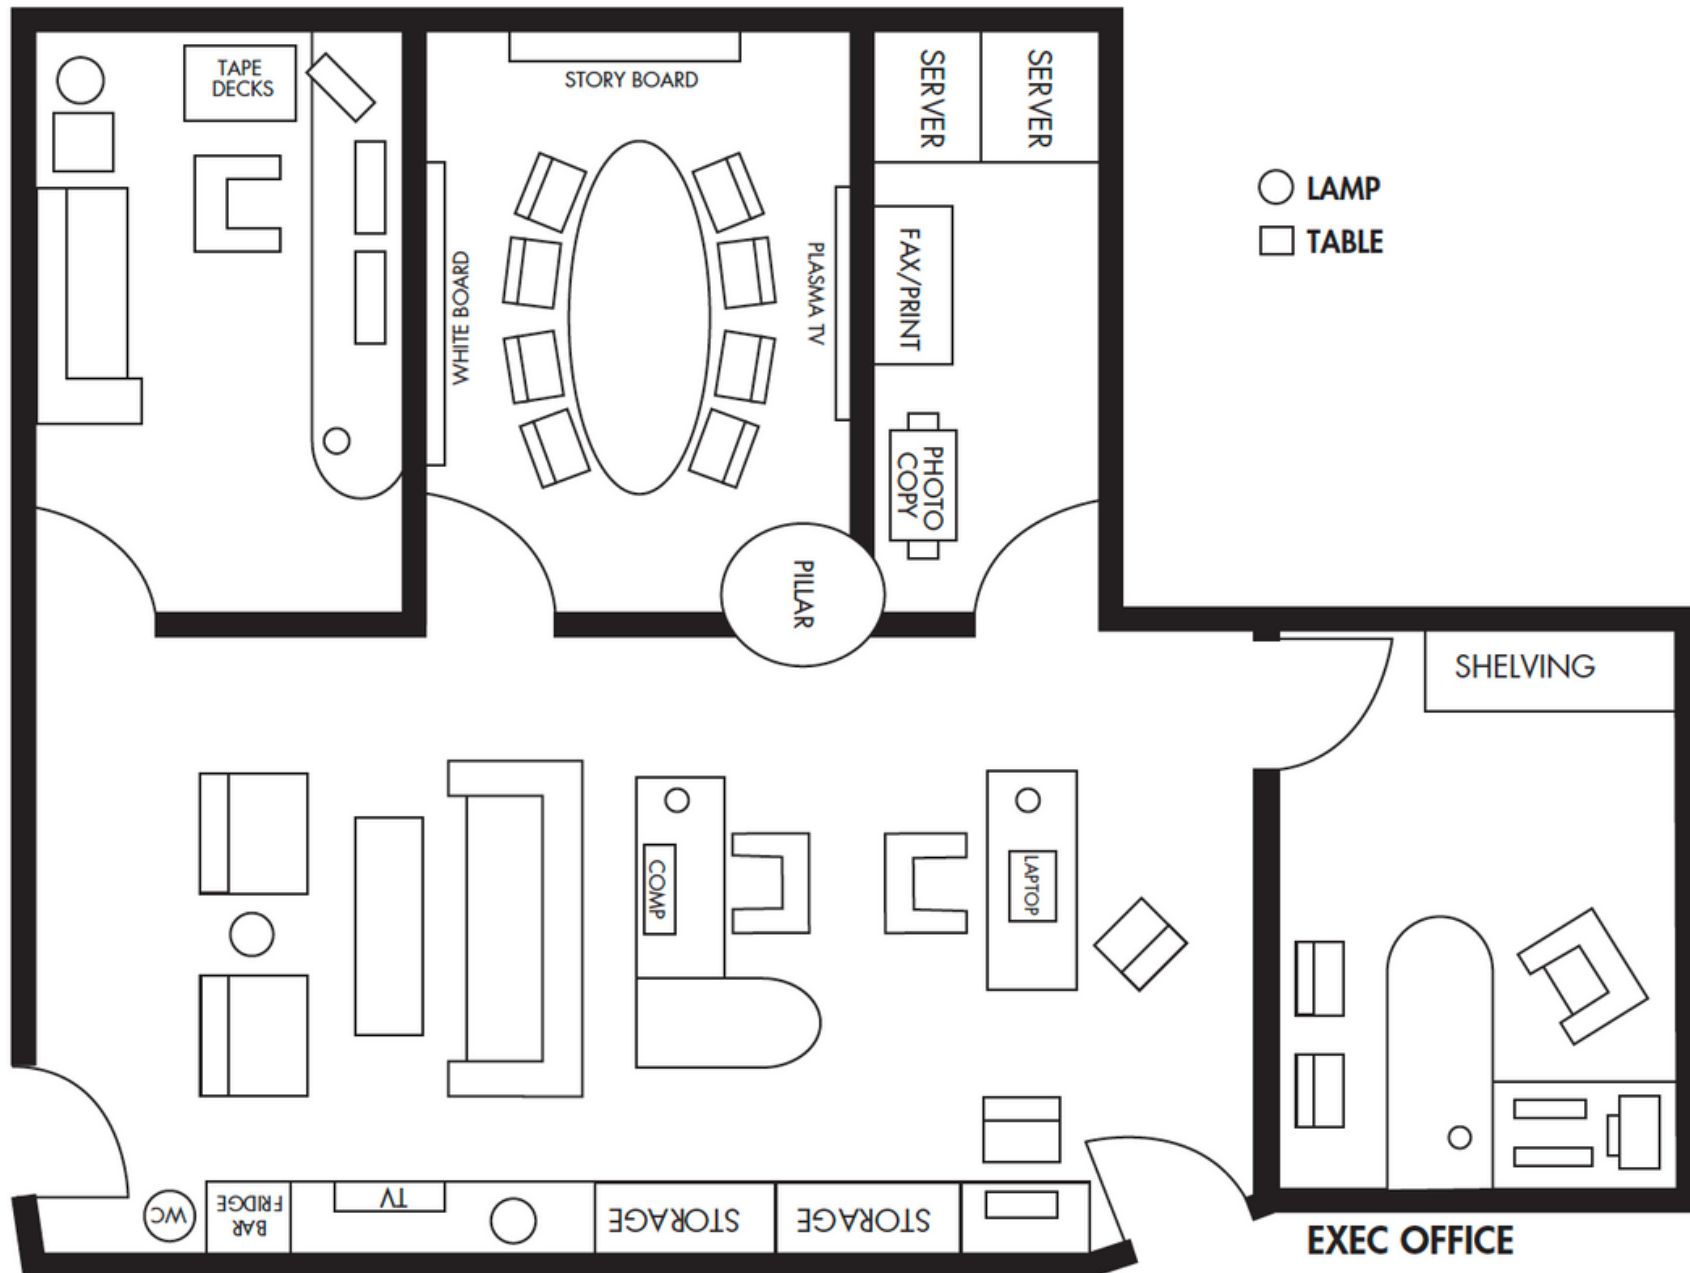 TAPE
DECKS
STORY BOARD
SERVER
SERVER
LAMP
TABLE
WHITE BOARD
PLASMA TV
FAX/PRINT
PHOTO
COPY
PILLAR
SHELVING
COMP
LAPTOP
WC
BAR
FRIDGE
TV
STORAGE
STORAGE
EXEC OFFICE